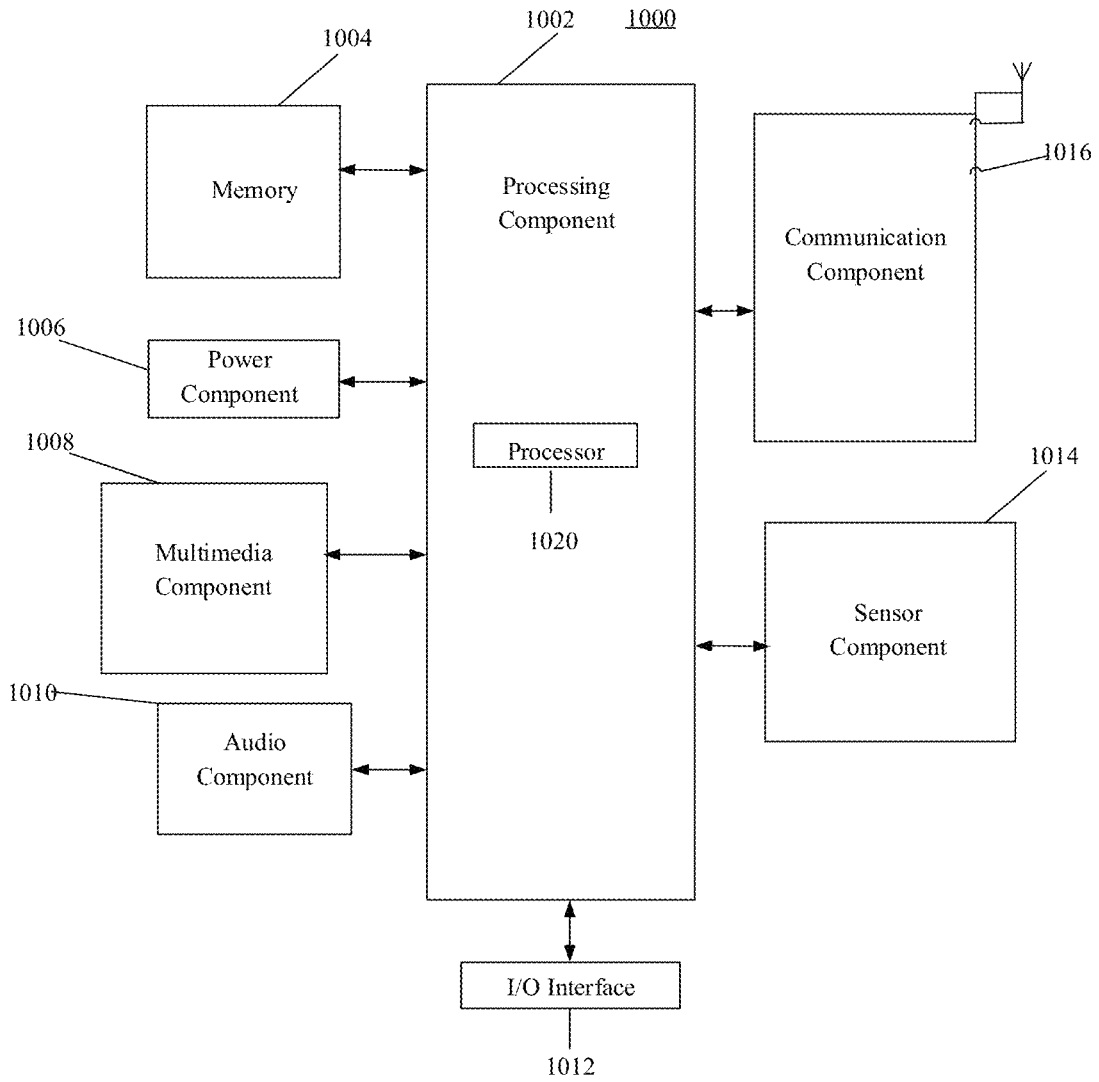 1002
1000
1004
Memory
Processing
Component
1016
Communication
Component
1006
Power
Component
1008
Processor
1014
1020
Multimedia
Component
Sensor
Component
1010
Audio
Component
I/O Interface
1012